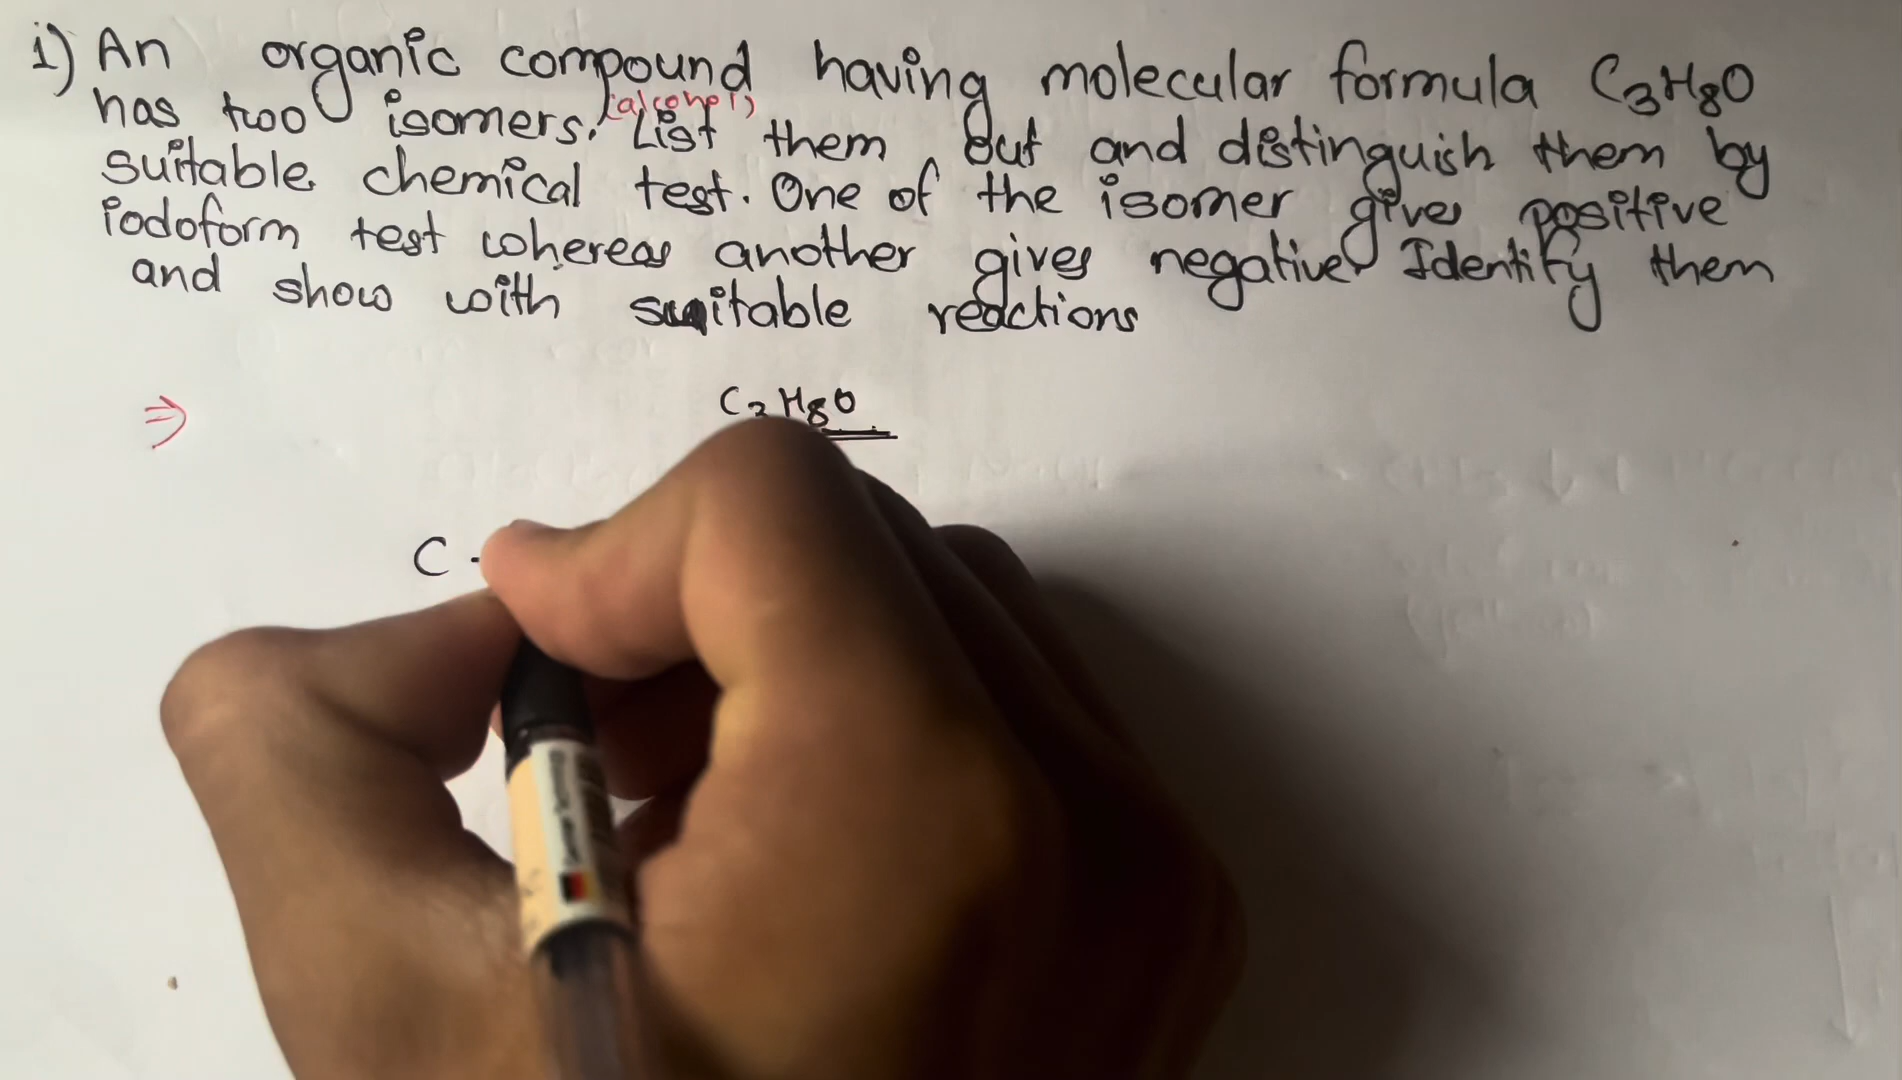 i) An organic compound having molecular formula C3H8O
has two isomers. (alcohol) List them out and distinguish them by
suitable chemical test. One of the isomer gives positive
iodoform test whereas another gives negative. Identify them
and show with suitable reactions
⇒ C3H8O
C -